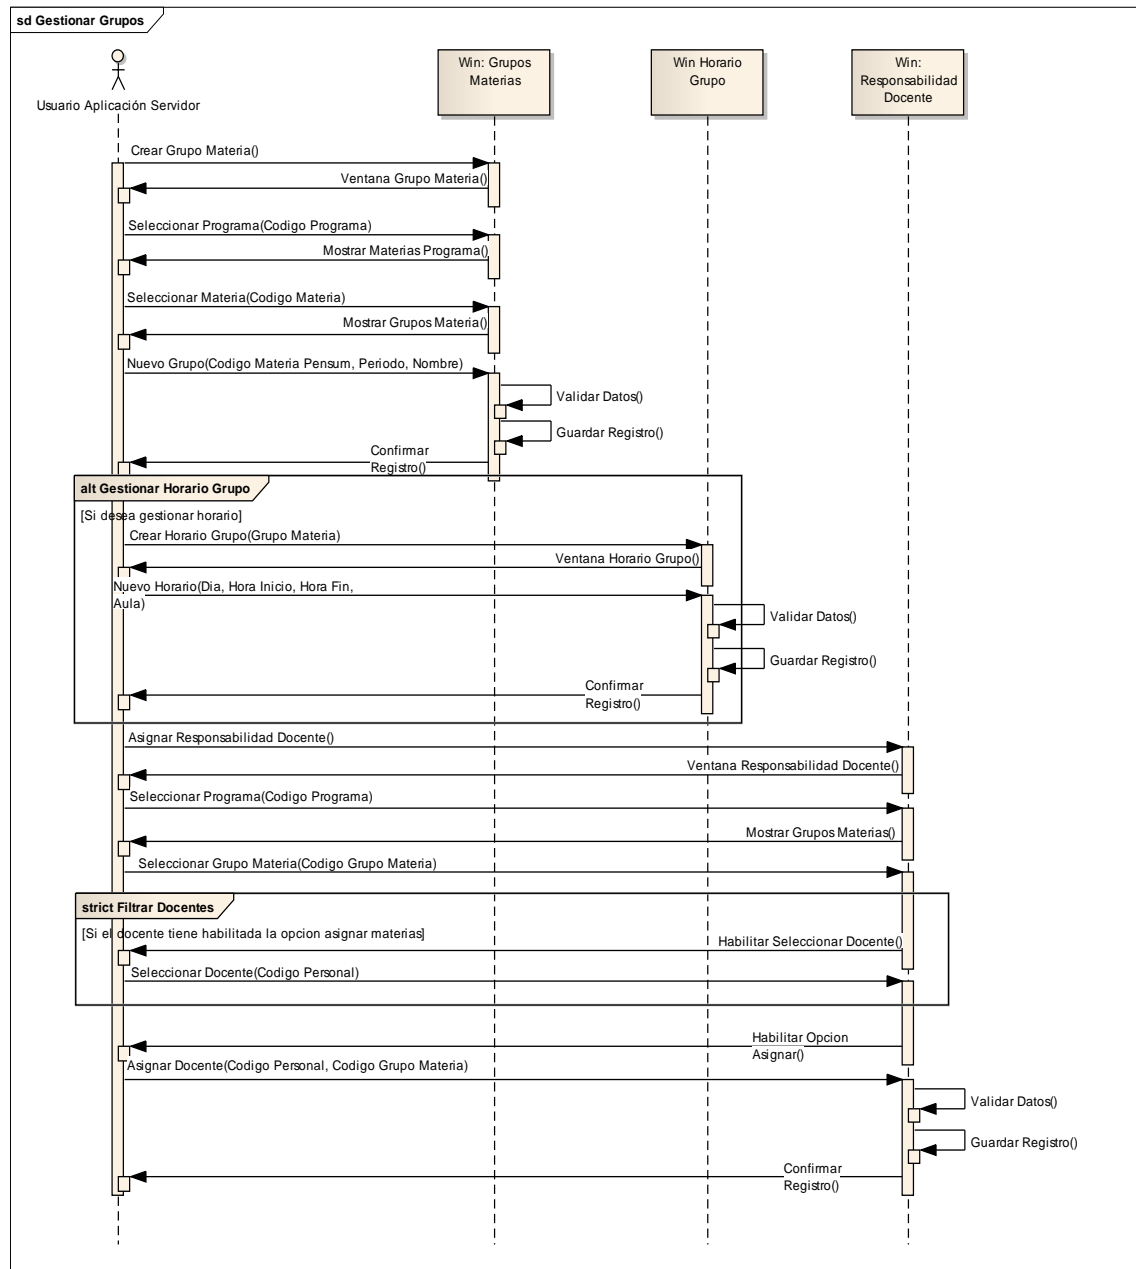 sd Gestionar Grupos
Usuario Aplicación Servidor
Win: Grupos
Materias
Win Horario
Grupo
Win:
Responsabilidad
Docente
Crear Grupo Materia()
Ventana Grupo Materia()
Seleccionar Programa(Codigo Programa)
Mostrar Materias Programa()
Seleccionar Materia(Codigo Materia)
Mostrar Grupos Materia()
Nuevo Grupo(Codigo Materia Pensum, Periodo, Nombre)
Validar Datos()
Guardar Registro()
Confirmar
Registro()
alt Gestionar Horario Grupo
[Si desea gestionar horario]
Crear Horario Grupo(Grupo Materia)
Ventana Horario Grupo()
Nuevo Horario(Dia, Hora Inicio, Hora Fin,
Aula)
Validar Datos()
Guardar Registro()
Confirmar
Registro()
Asignar Responsabilidad Docente()
Ventana Responsabilidad Docente()
Seleccionar Programa(Codigo Programa)
Mostrar Grupos Materias()
Seleccionar Grupo Materia(Codigo Grupo Materia)
strict Filtrar Docentes
[Si el docente tiene habilitada la opcion asignar materias]
Habilitar Seleccionar Docente()
Seleccionar Docente(Codigo Personal)
Habilitar Opcion
Asignar()
Asignar Docente(Codigo Personal, Codigo Grupo Materia)
Validar Datos()
Guardar Registro()
Confirmar
Registro()